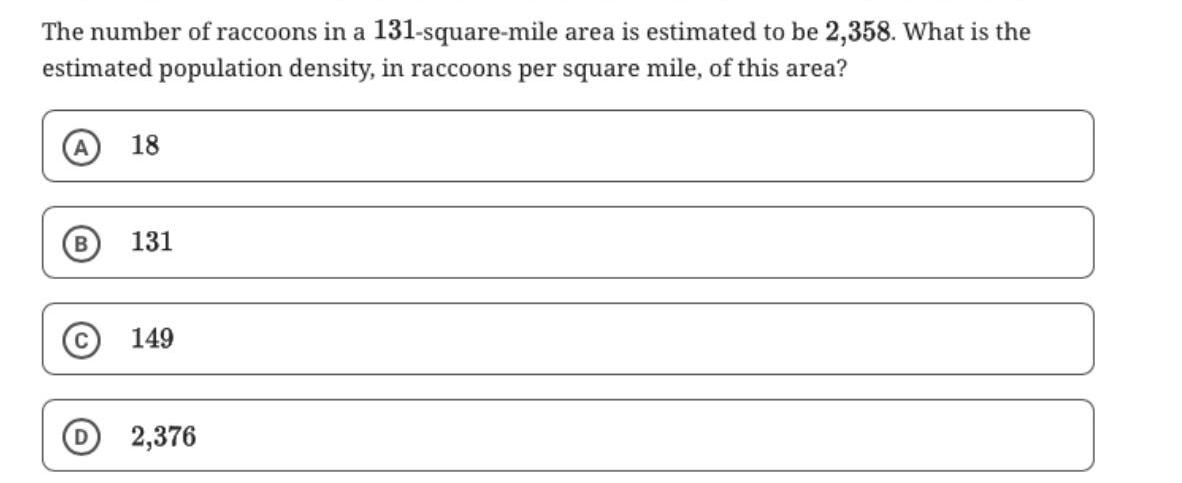 The number of raccoons in a 131-square-mile area is estimated to be 2,358. What is the
estimated population density, in raccoons per square mile, of this area?
A 18
B 131
C 149
D 2,376